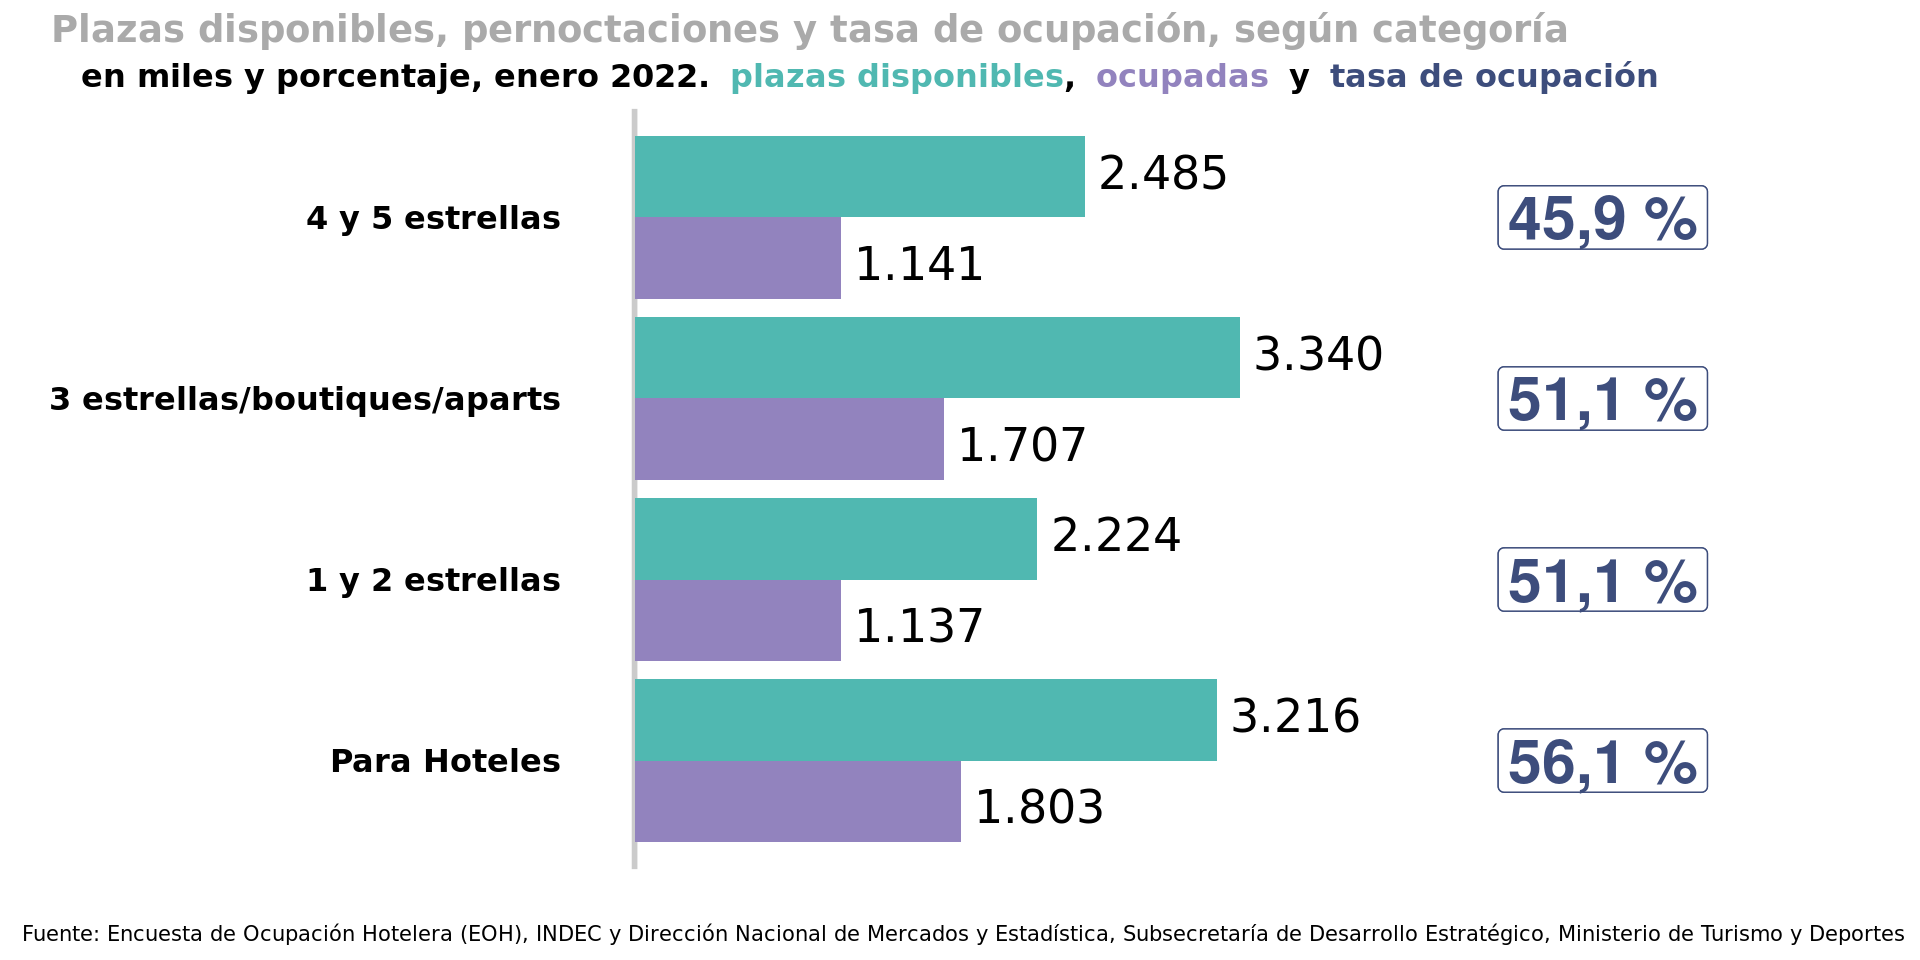 Plazas disponibles, pernoctaciones y tasa de ocupación, según categoría
en miles y porcentaje, enero 2022. plazas disponibles, ocupadas y tasa de ocupación
4 y 5 estrellas
2.485
1.141
45,9 %
3 estrellas/boutiques/aparts
3.340
1.707
51,1 %
1 y 2 estrellas
2.224
1.137
51,1 %
Para Hoteles
3.216
1.803
56,1 %
Fuente: Encuesta de Ocupación Hotelera (EOH), INDEC y Dirección Nacional de Mercados y Estadística, Subsecretaría de Desarrollo Estratégico, Ministerio de Turismo y Deportes